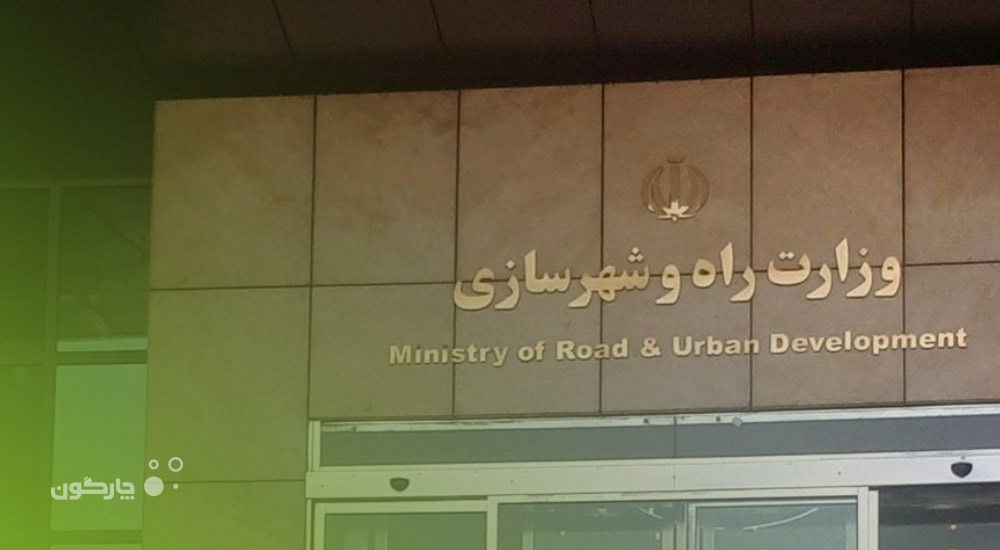 وزارت راه و شهرسازی
Ministry of Road & Urban Development
چارگون